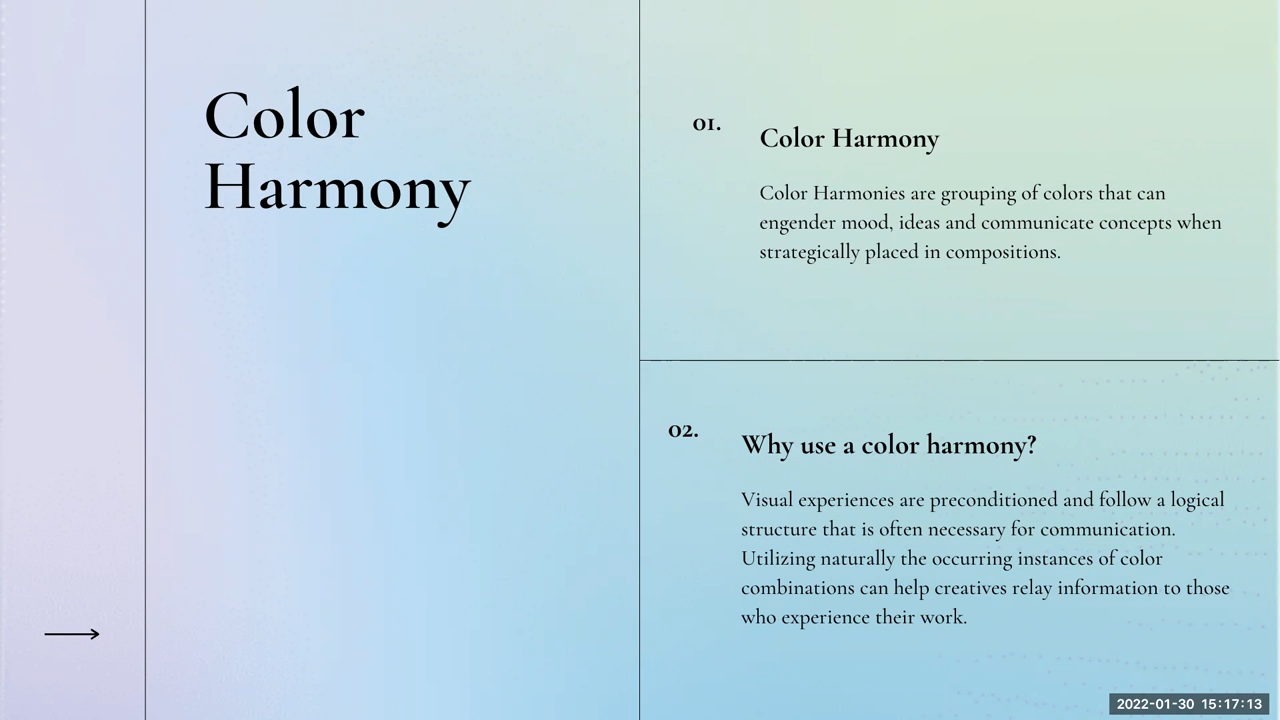 Color
Harmony
01.
Color Harmony
Color Harmonies are grouping of colors that can
engender mood, ideas and communicate concepts when
strategically placed in compositions.
02.
Why use a color harmony?
Visual experiences are preconditioned and follow a logical
structure that is often necessary for communication.
Utilizing naturally the occurring instances of color
combinations can help creatives relay information to those
who experience their work.
2022-01-30 15:17:13